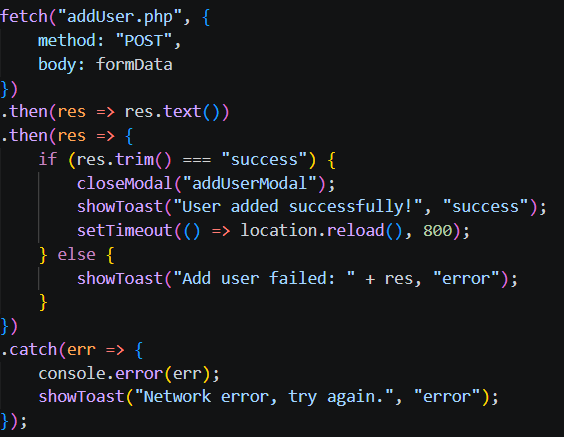 fetch("addUser.php", {
    method: "POST",
    body: formData
})
.then(res => res.text())
.then(res => {
    if (res.trim() === "success") {
        closeModal("addUserModal");
        showToast("User added successfully!", "success");
        setTimeout(() => location.reload(), 800);
    } else {
        showToast("Add user failed: " + res, "error");
    }
})
.catch(err => {
    console.error(err);
    showToast("Network error, try again.", "error");
});